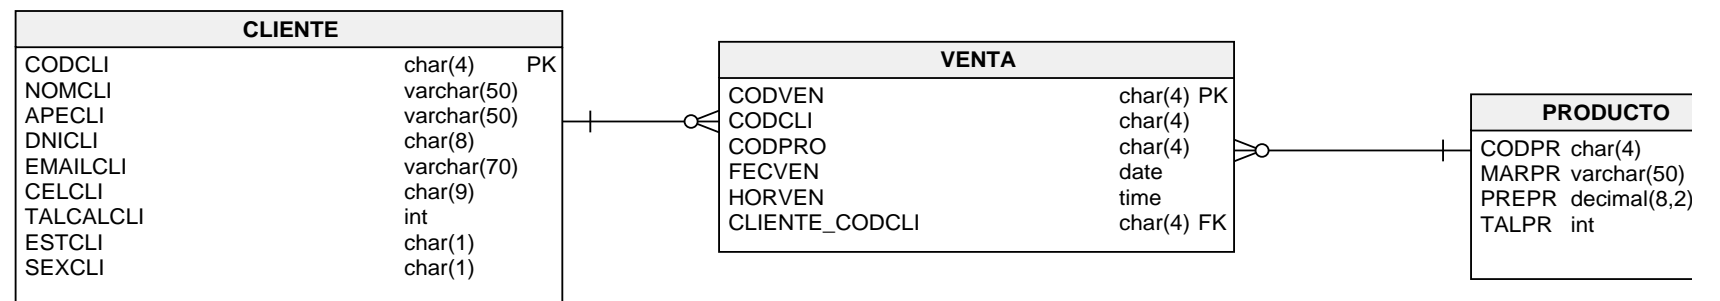 CLIENTE
CODCLI char(4) PK
NOMCLI varchar(50)
APECLI varchar(50)
DNICLI char(8)
EMAILCLI varchar(70)
CELCLI char(9)
TALCALCLI int
ESTCLI char(1)
SEXCLI char(1)
VENTA
CODVEN char(4) PK
CODCLI char(4)
CODPRO char(4)
FECVEN date
HORVEN time
CLIENTE_CODCLI char(4) FK
PRODUCTO
CODPR char(4)
MARPR varchar(50)
PREPR decimal(8,2)
TALPR int